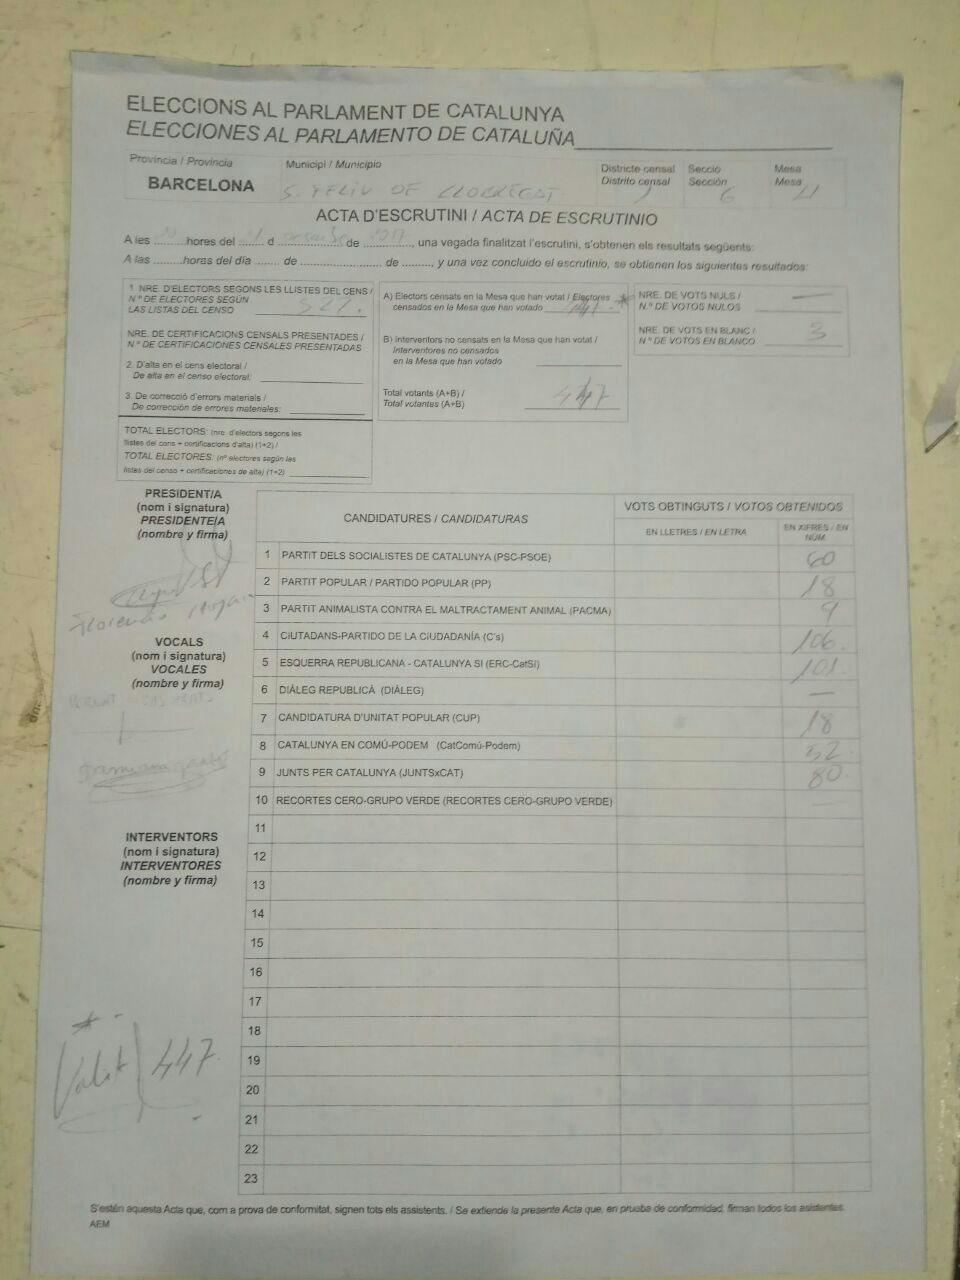 ELECCIONS AL PARLAMENT DE CATALUNYA
ELECCIONES AL PARLAMENTO DE CATALUÑA
Província / Provincia
BARCELONA
Municipi / Municipio
S. FELIU DE LLOBREGAT
Districte censal
Distrito censal
1
Secció
Sección
6
Mesa
Mesa
U
ACTA D'ESCRUTINI / ACTA DE ESCRUTINIO
A les 20 hores del 21 d desembre de 2017, una vegada finalitzat l'escrutini, s'obtenen els resultats següents:
A las ......... horas del día ....... de .................... de ........, y una vez concluido el escrutinio, se obtienen los siguientes resultados:
1. NRE. D'ELECTORS SEGONS LES LLISTES DEL CENS /
N.º DE ELECTORES SEGÚN
LAS LISTAS DEL CENSO 527.
NRE. DE CERTIFICACIONS CENSALS PRESENTADES /
N.º DE CERTIFICACIONES CENSALES PRESENTADAS
2. D'alta en el cens electoral /
De alta en el censo electoral:
3. De correcció d'errors materials /
De corrección de errores materiales:
TOTAL ELECTORS: (nre. d'electors segons les
llistes del cens + certificacions d'alta) (1+2) /
TOTAL ELECTORES: (nº electores según las
listas del censo + certificaciones de alta) (1+2)
A) Electors censats en la Mesa que han votat / Electores
censados en la Mesa que han votado 447. *
B) Interventors no censats en la Mesa que han votat /
Interventores no censados
en la Mesa que han votado
Total votants (A+B) /
Total votantes (A+B) 447
NRE. DE VOTS NULS /
N.º DE VOTOS NULOS —
NRE. DE VOTS EN BLANC /
N.º DE VOTOS EN BLANCO 3
PRESIDENT/A
(nom i signatura)
PRESIDENTE/A
(nombre y firma)
Florencio
VOCALS
(nom i signatura)
VOCALES
(nombre y firma)
INTERVENTORS
(nom i signatura)
INTERVENTORES
(nombre y firma)
* -
Valid 447.
CANDIDATURES / CANDIDATURAS
VOTS OBTINGUTS / VOTOS OBTENIDOS
EN LLETRES / EN LETRA
EN XIFRES / EN
NÚM.
1 PARTIT DELS SOCIALISTES DE CATALUNYA (PSC-PSOE) 60
2 PARTIT POPULAR / PARTIDO POPULAR (PP) 18
3 PARTIT ANIMALISTA CONTRA EL MALTRACTAMENT ANIMAL (PACMA) 9
4 CIUTADANS-PARTIDO DE LA CIUDADANÍA (C's) 106.
5 ESQUERRA REPUBLICANA - CATALUNYA SI (ERC-CatSí) 101.
6 DIÀLEG REPUBLICÀ (DIÀLEG) —
7 CANDIDATURA D'UNITAT POPULAR (CUP) 18
8 CATALUNYA EN COMÚ-PODEM (CatComú-Podem) 52.
9 JUNTS PER CATALUNYA (JUNTSxCAT) 80.
10 RECORTES CERO-GRUPO VERDE (RECORTES CERO-GRUPO VERDE) —
11
12
13
14
15
16
17
18
19
20
21
22
23
S'estén aquesta Acta que, com a prova de conformitat, signen tots els assistents. / Se extiende la presente Acta que, en prueba de conformidad, firman todos los asistentes.
AEM